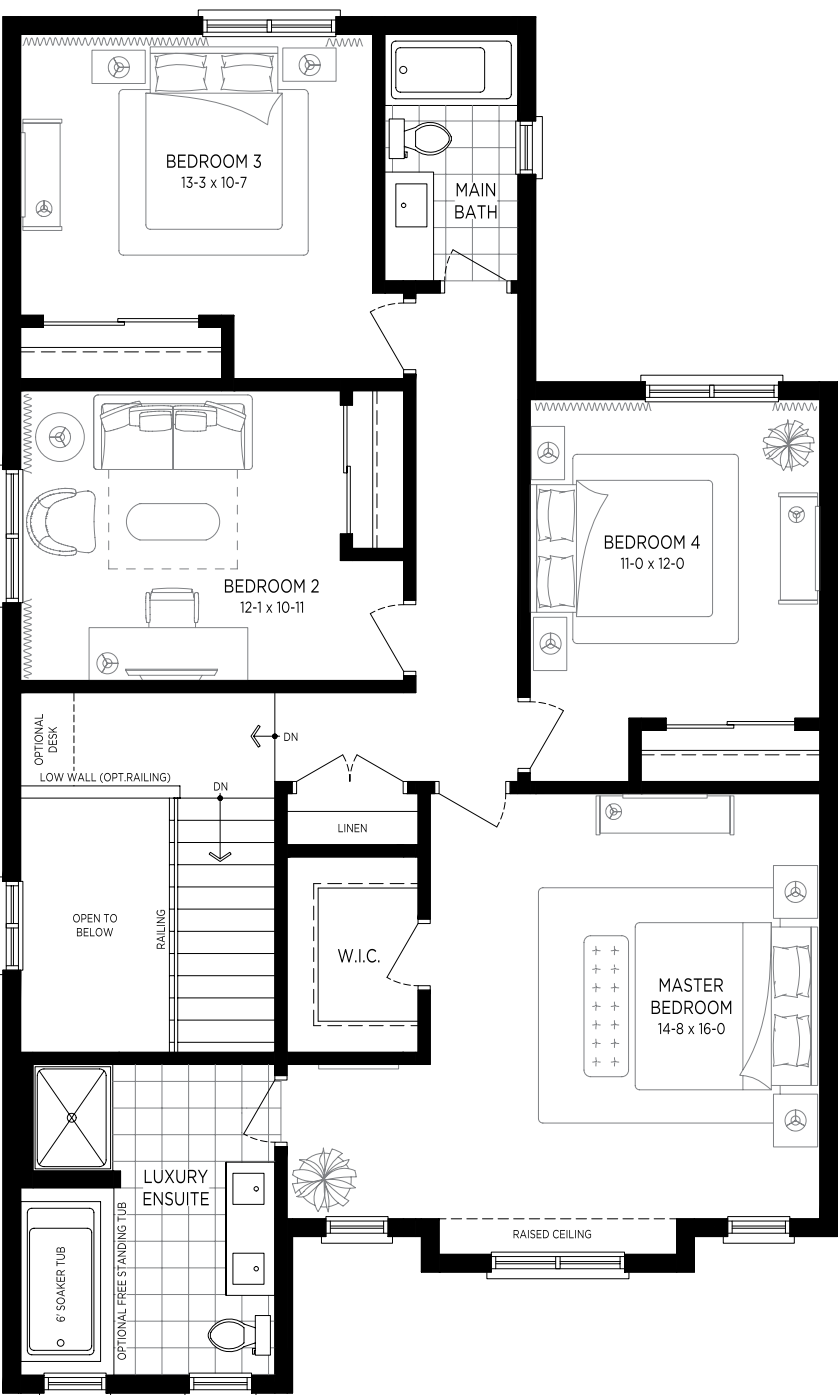 BEDROOM 3
13-3 x 10-7
MAIN
BATH
BEDROOM 4
11-0 x 12-0
BEDROOM 2
12-1 x 10-11
OPTIONAL
DESK
DN
LOW WALL (OPT.RAILING)
DN
LINEN
OPEN TO
BELOW
RAILING
W.I.C.
MASTER
BEDROOM
14-8 x 16-0
LUXURY
ENSUITE
RAISED CEILING
6' SOAKER TUB
OPTIONAL FREE STANDING TUB